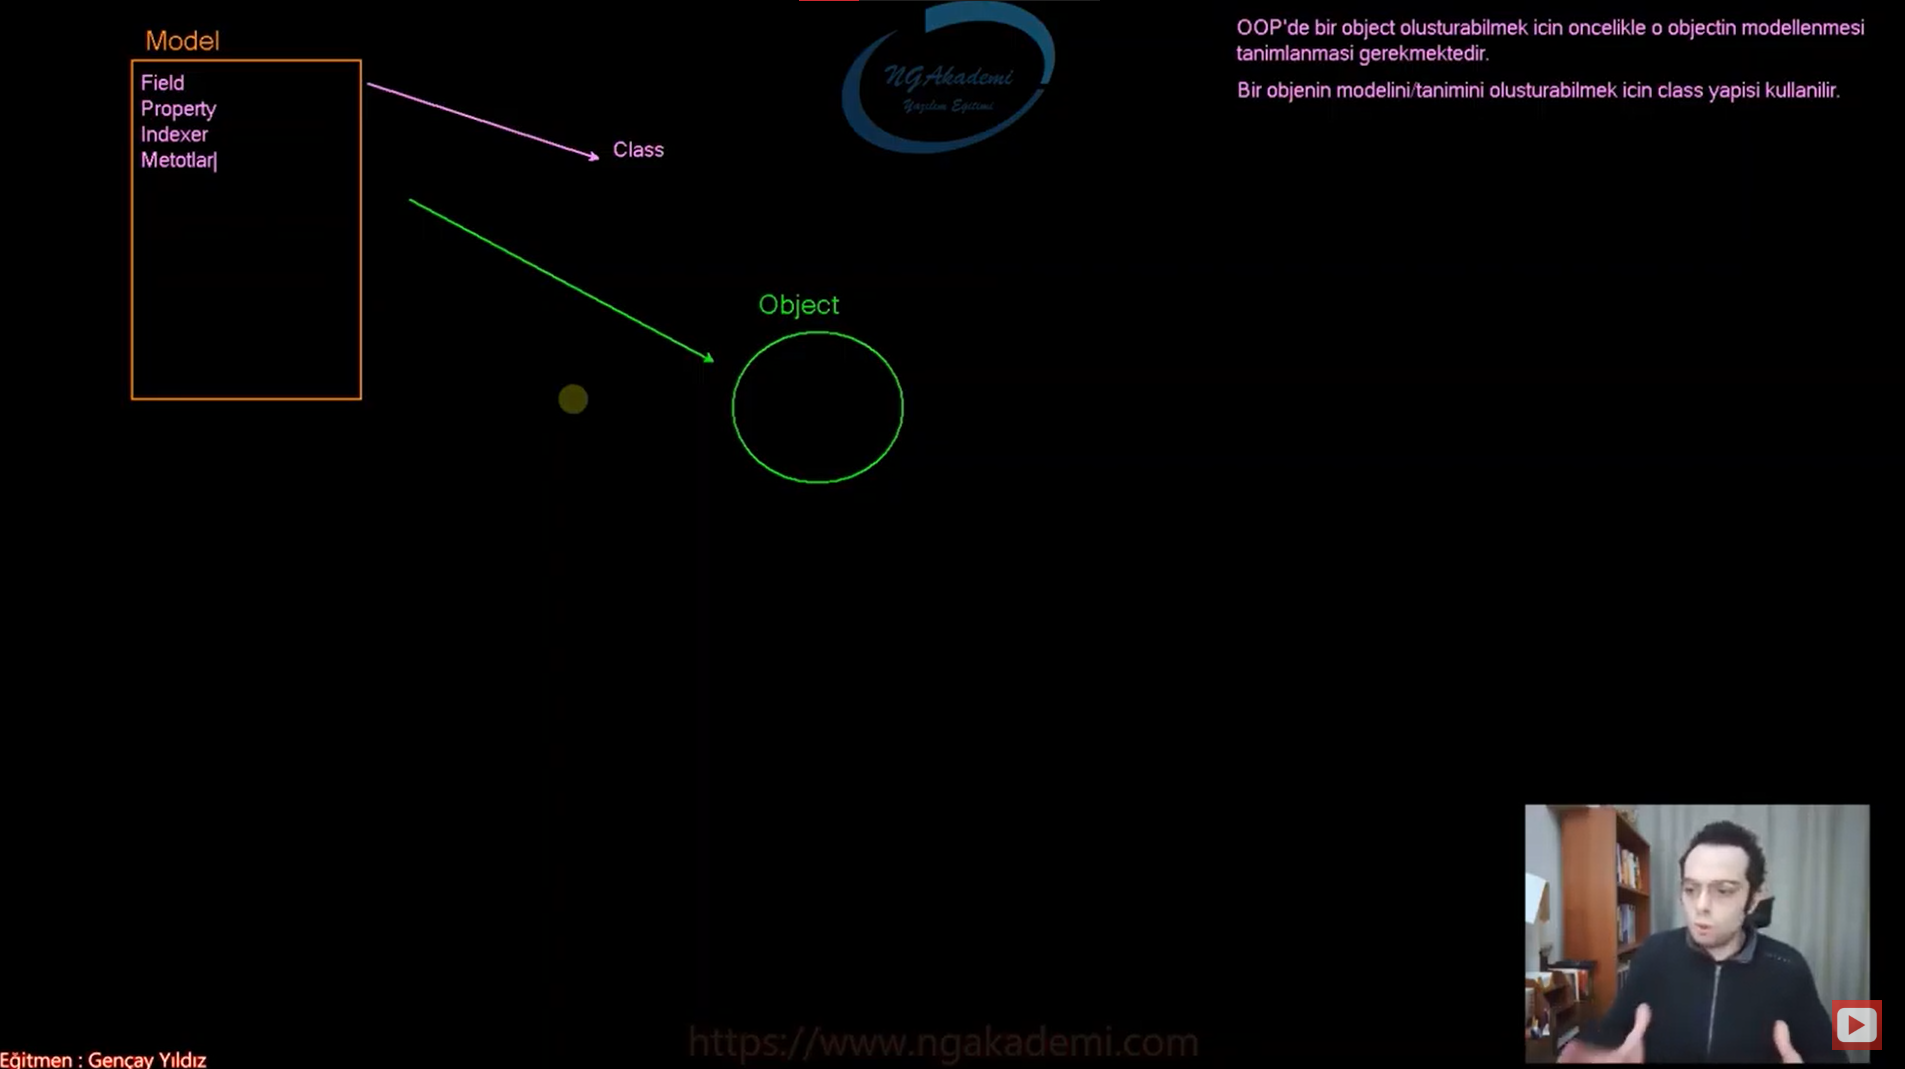 Model
Field
Property
Indexer
Metotlar
Class
Object
NGAkademi
Yazılım Eğitimi
OOP'de bir object olusturabilmek icin oncelikle o objectin modellenmesi
tanimlanmasi gerekmektedir.
Bir objenin modelini/tanimini olusturabilmek icin class yapisi kullanilir.
https://www.ngakademi.com
Eğitmen : Gençay Yıldız